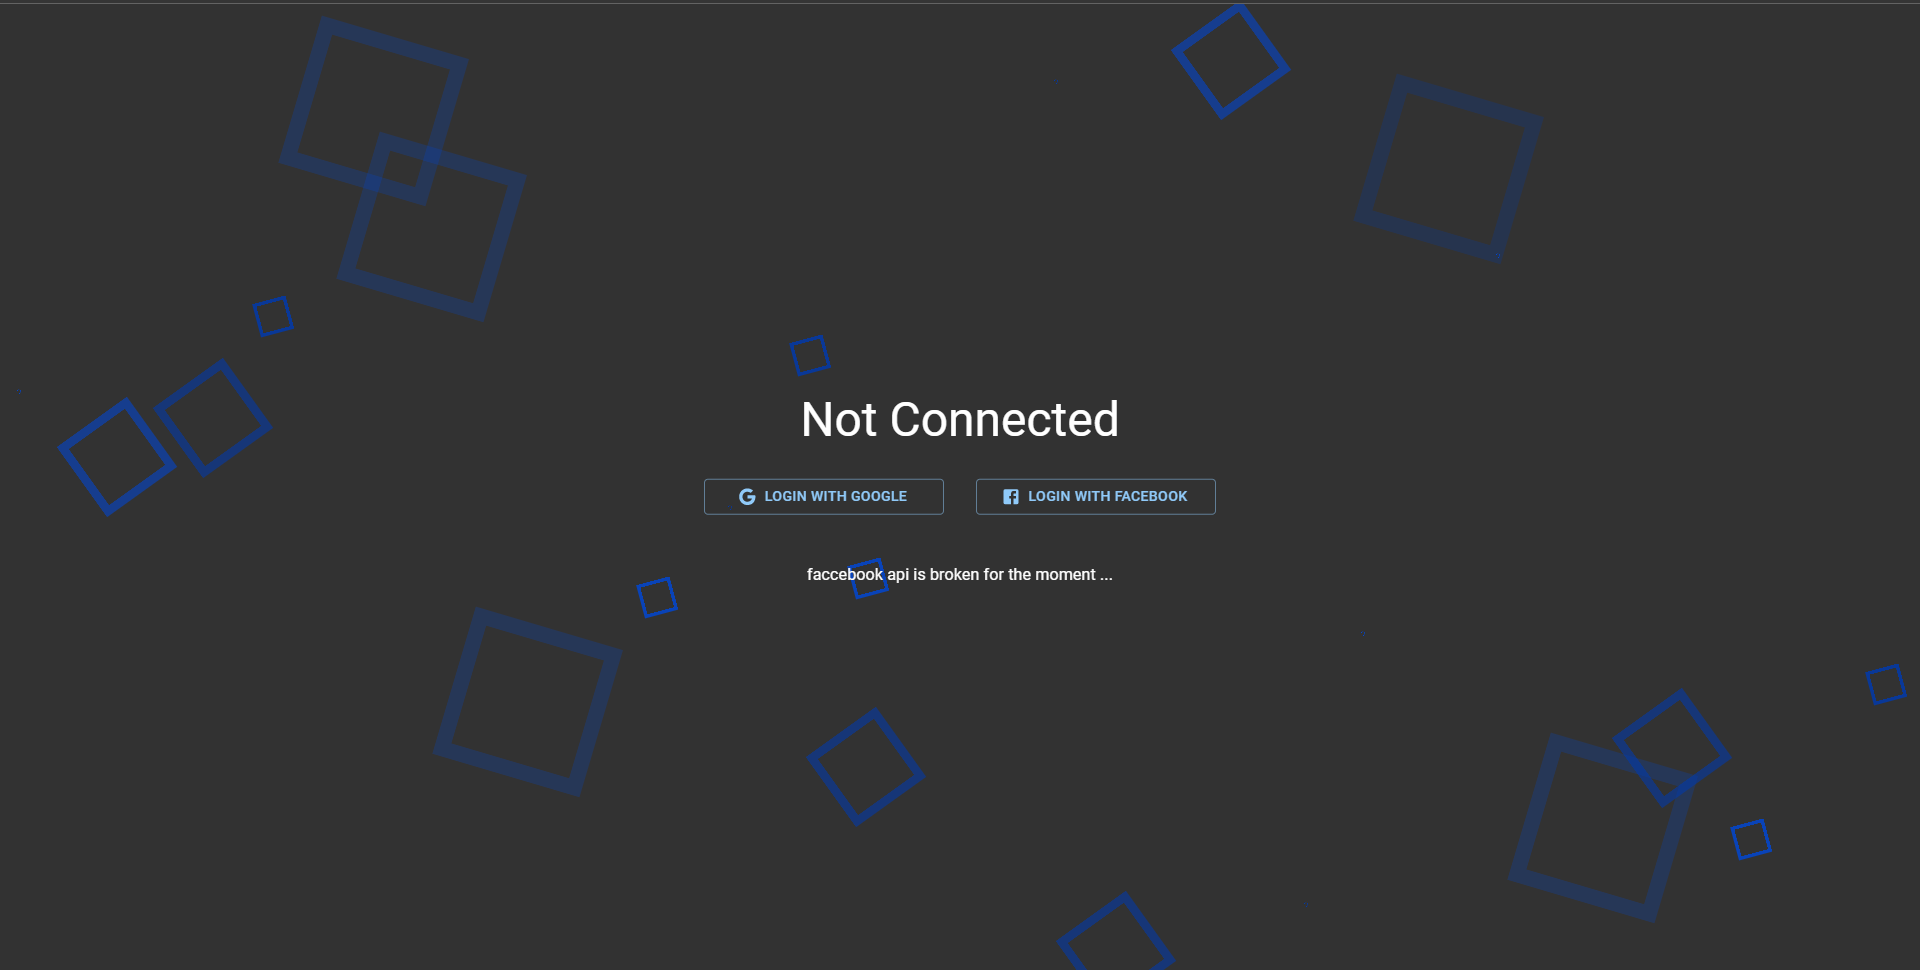 Not Connected
LOGIN WITH GOOGLE
LOGIN WITH FACEBOOK
faccebook api is broken for the moment ...